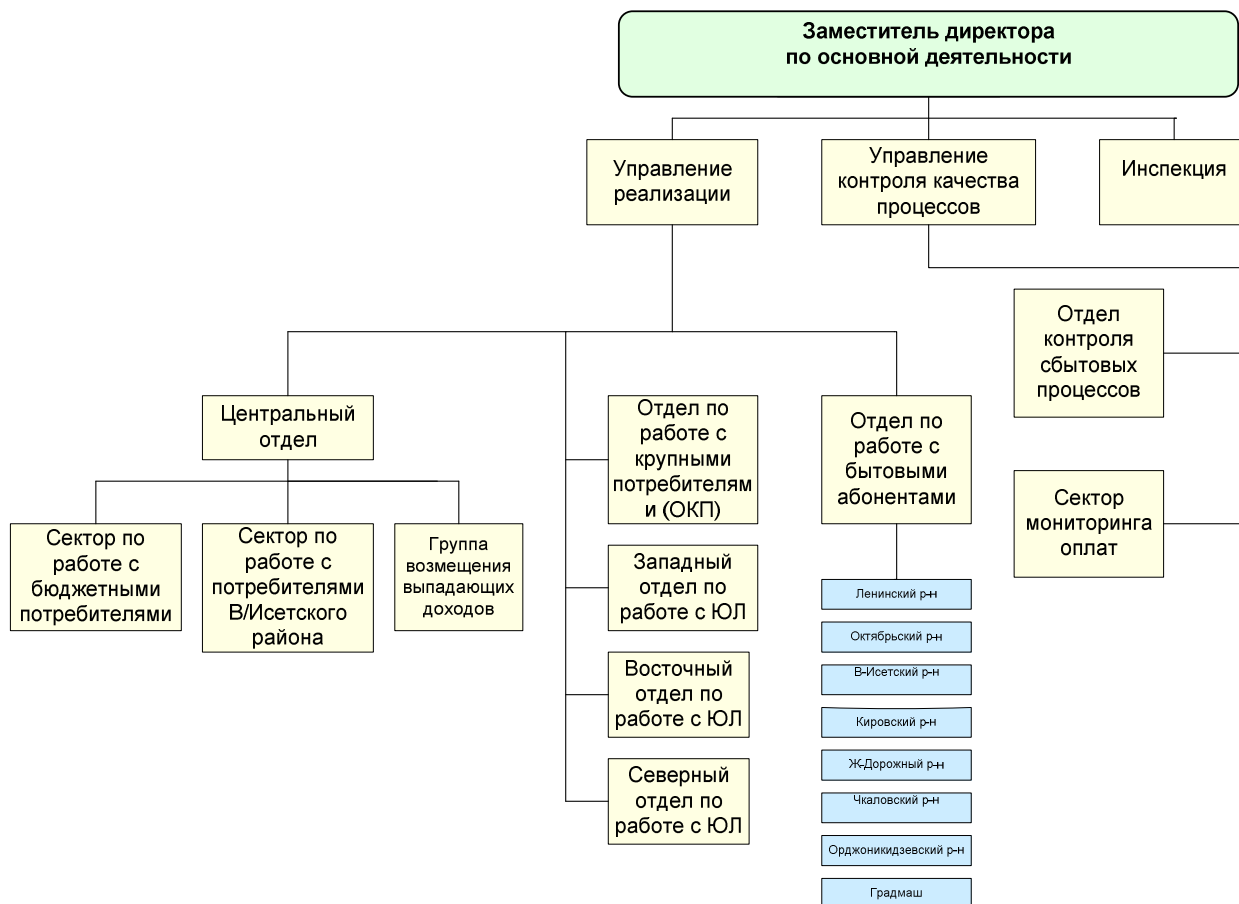 Заместитель директора
по основной деятельности
Управление
реализации
Управление
контроля качества
процессов
Инспекция
Отдел
контроля
сбытовых
процессов
Центральный
отдел
Отдел по
работе с
крупными
потребителям
и (ОКП)
Отдел по
работе с
бытовыми
абонентами
Сектор
мониторинга
оплат
Сектор по
работе с
бюджетными
потребителями
Сектор по
работе с
потребителями
В/Исетского
района
Группа
возмещения
выпадающих
доходов
Западный
отдел по
работе с ЮЛ
Восточный
отдел по
работе с ЮЛ
Северный
отдел по
работе с ЮЛ
Ленинский р-н
Октябрьский р-н
В-Исетский р-н
Кировский р-н
Ж-Дорожный р-н
Чкаловский р-н
Орджоникидзевский р-н
Градмаш